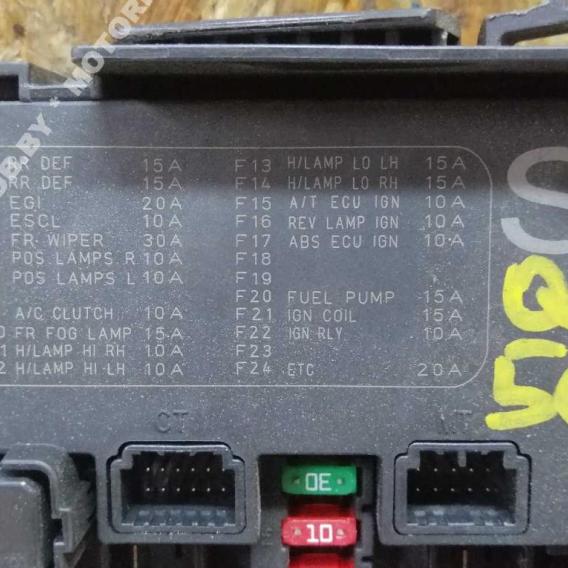 RR DEF 15A F13 H/LAMP LO LH 15A
RR DEF 15A F14 H/LAMP LO RH 15A
EGI 20A F15 A/T ECU IGN 10A
ESCL 10A F16 REV LAMP IGN 10A
FR WIPER 30A F17 ABS ECU IGN 10A
POS LAMPS R 10A F18
POS LAMPS L 10A F19
F20 FUEL PUMP 15A
A/C CLUTCH 10A F21 IGN COIL 15A
0 FR FOG LAMP 15A F22 IGN RLY 10A
1 H/LAMP HI RH 10A F23
2 H/LAMP HI LH 10A F24 ETC 20A
CT
30
10